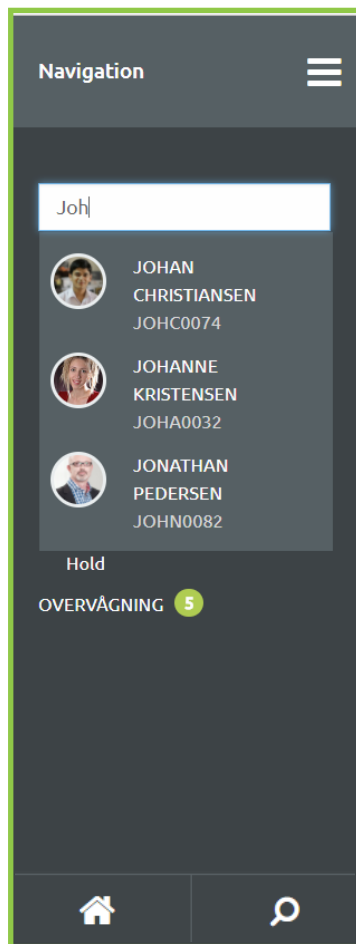 Navigation
Joh
JOHAN
CHRISTIANSEN
JOHC0074
JOHANNE
KRISTENSEN
JOHA0032
JONATHAN
PEDERSEN
JOHN0082
Hold
OVERVÅGNING 5